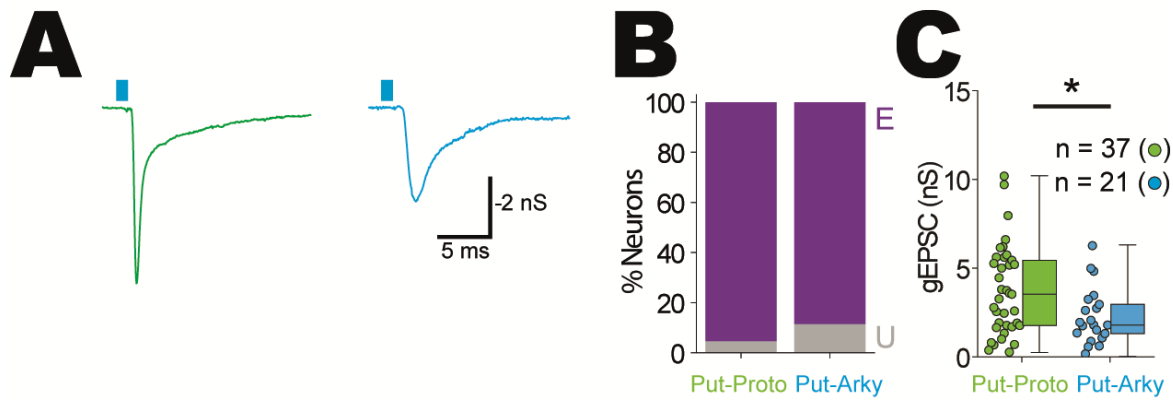 A
-2 nS
5 ms
B
% Neurons
100
80
60
40
20
0
E
U
Put-Proto
Put-Arky
C
gEPSC (nS)
15
10
5
0
*
n = 37 ( )
n = 21 ( )
Put-Proto
Put-Arky